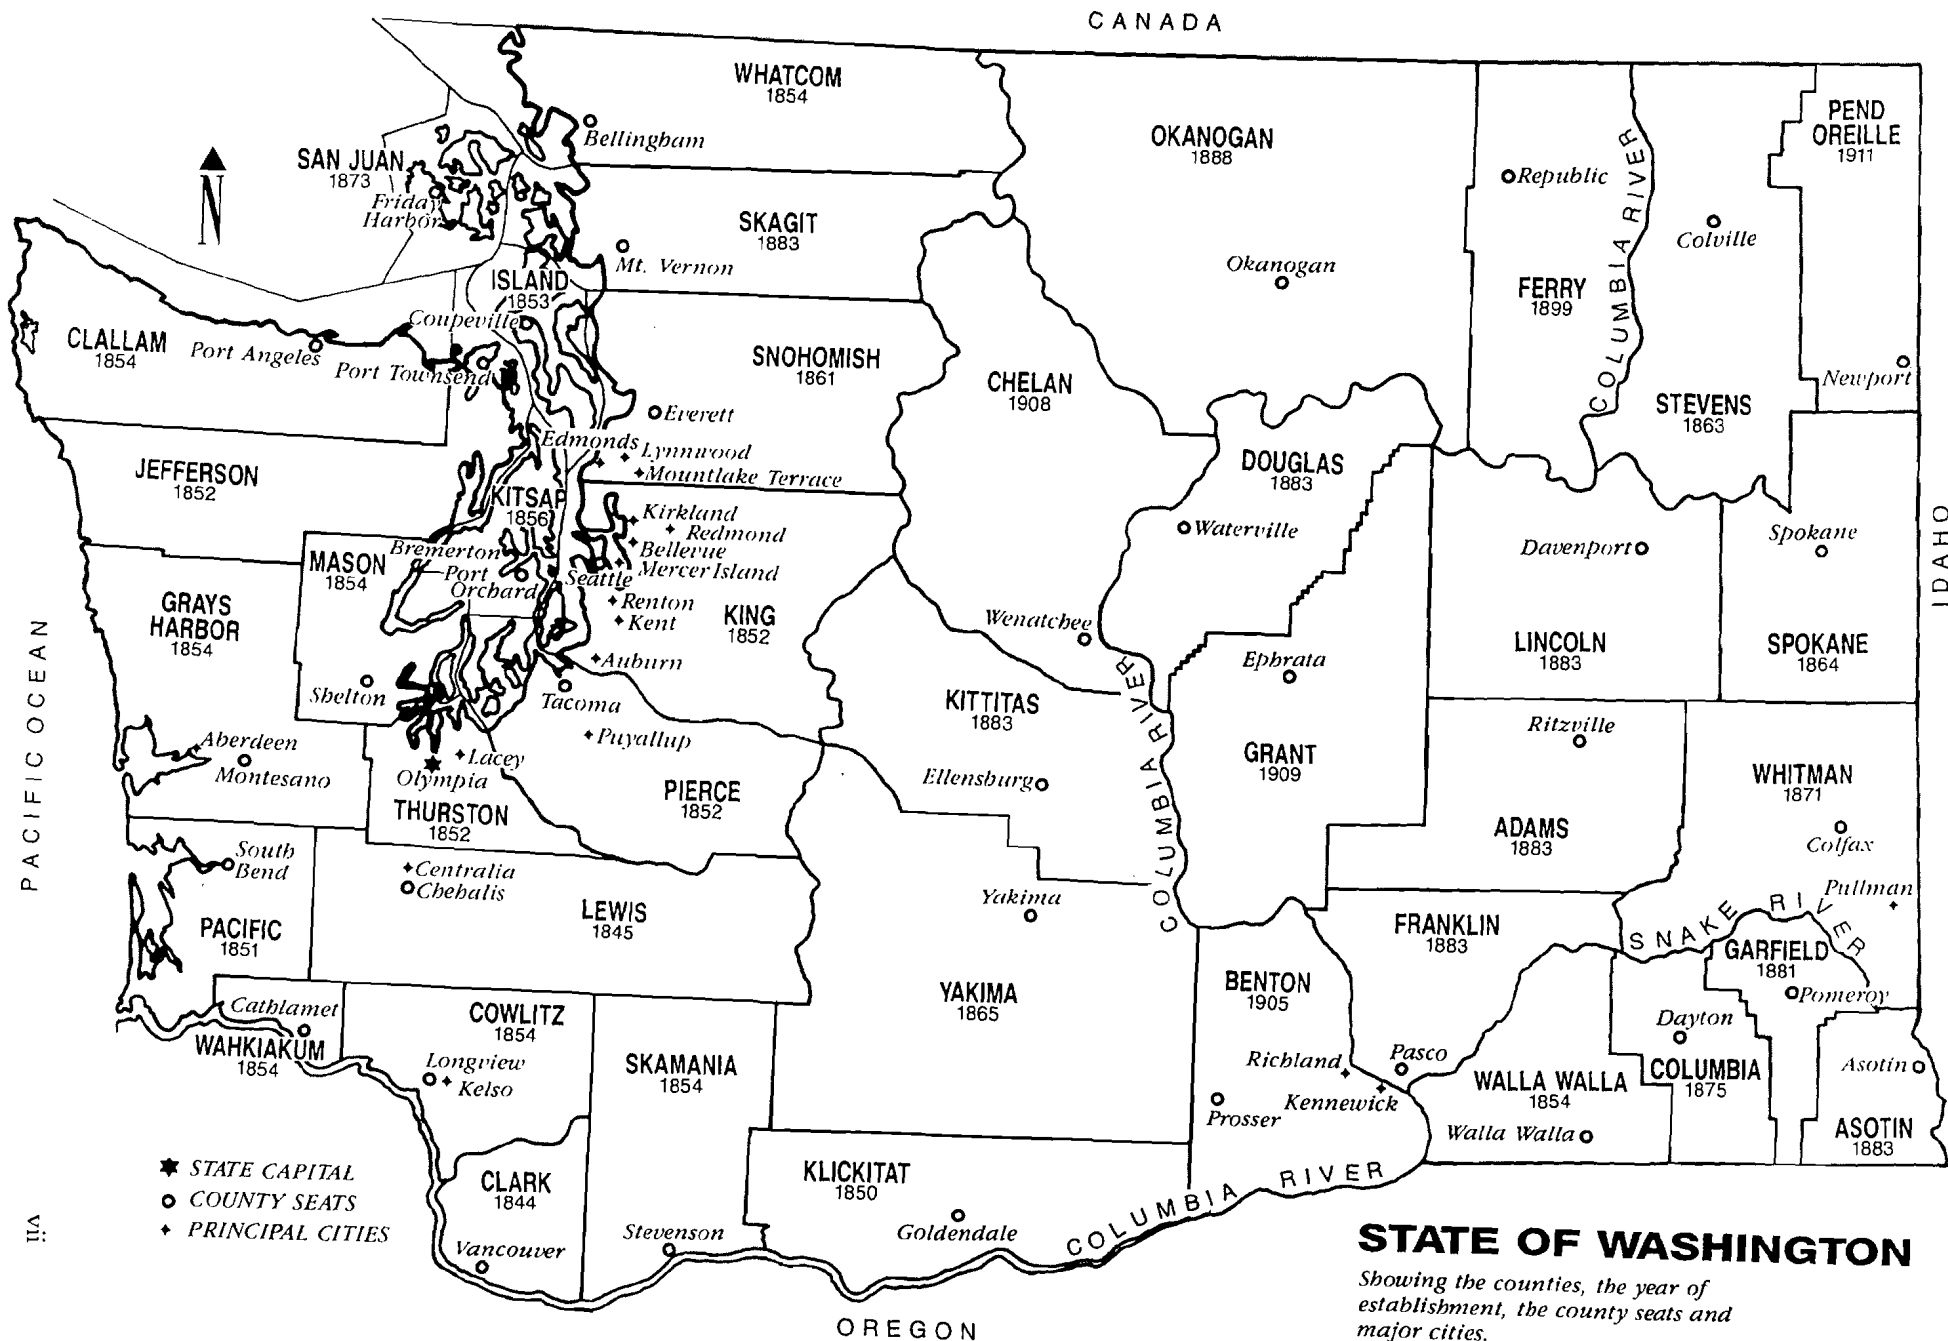 CANADA
WHATCOM
1854
Bellingham
OKANOGAN
1888
Okanogan
PEND
OREILLE
1911
Newport
Republic
FERRY
1899
COLUMBIA RIVER
Colville
STEVENS
1863
SAN JUAN
1873
Friday
Harbor
N
SKAGIT
1883
Mt. Vernon
ISLAND
1853
Coupeville
CLALLAM
1854
Port Angeles
Port Townsend
SNOHOMISH
1861
Everett
Edmonds
Lynnwood
Mountlake Terrace
CHELAN
1908
Wenatchee
DOUGLAS
1883
Waterville
JEFFERSON
1852
KITSAP
1856
Bremerton
Port
Orchard
Kirkland
Redmond
Bellevue
Mercer Island
Seattle
Renton
Kent
KING
1852
Auburn
MASON
1854
Shelton
GRAYS
HARBOR
1854
Aberdeen
Montesano
PACIFIC OCEAN
IDAHO
Davenport
LINCOLN
1883
Spokane
SPOKANE
1864
Ephrata
GRANT
1909
KITTITAS
1883
Ellensburg
COLUMBIA RIVER
Tacoma
Puyallup
PIERCE
1852
Lacey
Olympia
THURSTON
1852
Ritzville
ADAMS
1883
WHITMAN
1871
Colfax
Pullman
South
Bend
PACIFIC
1851
Centralia
Chehalis
LEWIS
1845
Yakima
YAKIMA
1865
FRANKLIN
1883
SNAKE RIVER
GARFIELD
1881
Pomeroy
BENTON
1905
Richland
Kennewick
Prosser
Pasco
WALLA WALLA
1854
Walla Walla
Dayton
COLUMBIA
1875
Asotin
ASOTIN
1883
Cathlamet
WAHKIAKUM
1854
COWLITZ
1854
Longview
Kelso
SKAMANIA
1854
Stevenson
CLARK
1844
Vancouver
KLICKITAT
1850
Goldendale
COLUMBIA RIVER
STATE CAPITAL
COUNTY SEATS
PRINCIPAL CITIES
vii
OREGON
STATE OF WASHINGTON
Showing the counties, the year of
establishment, the county seats and
major cities.